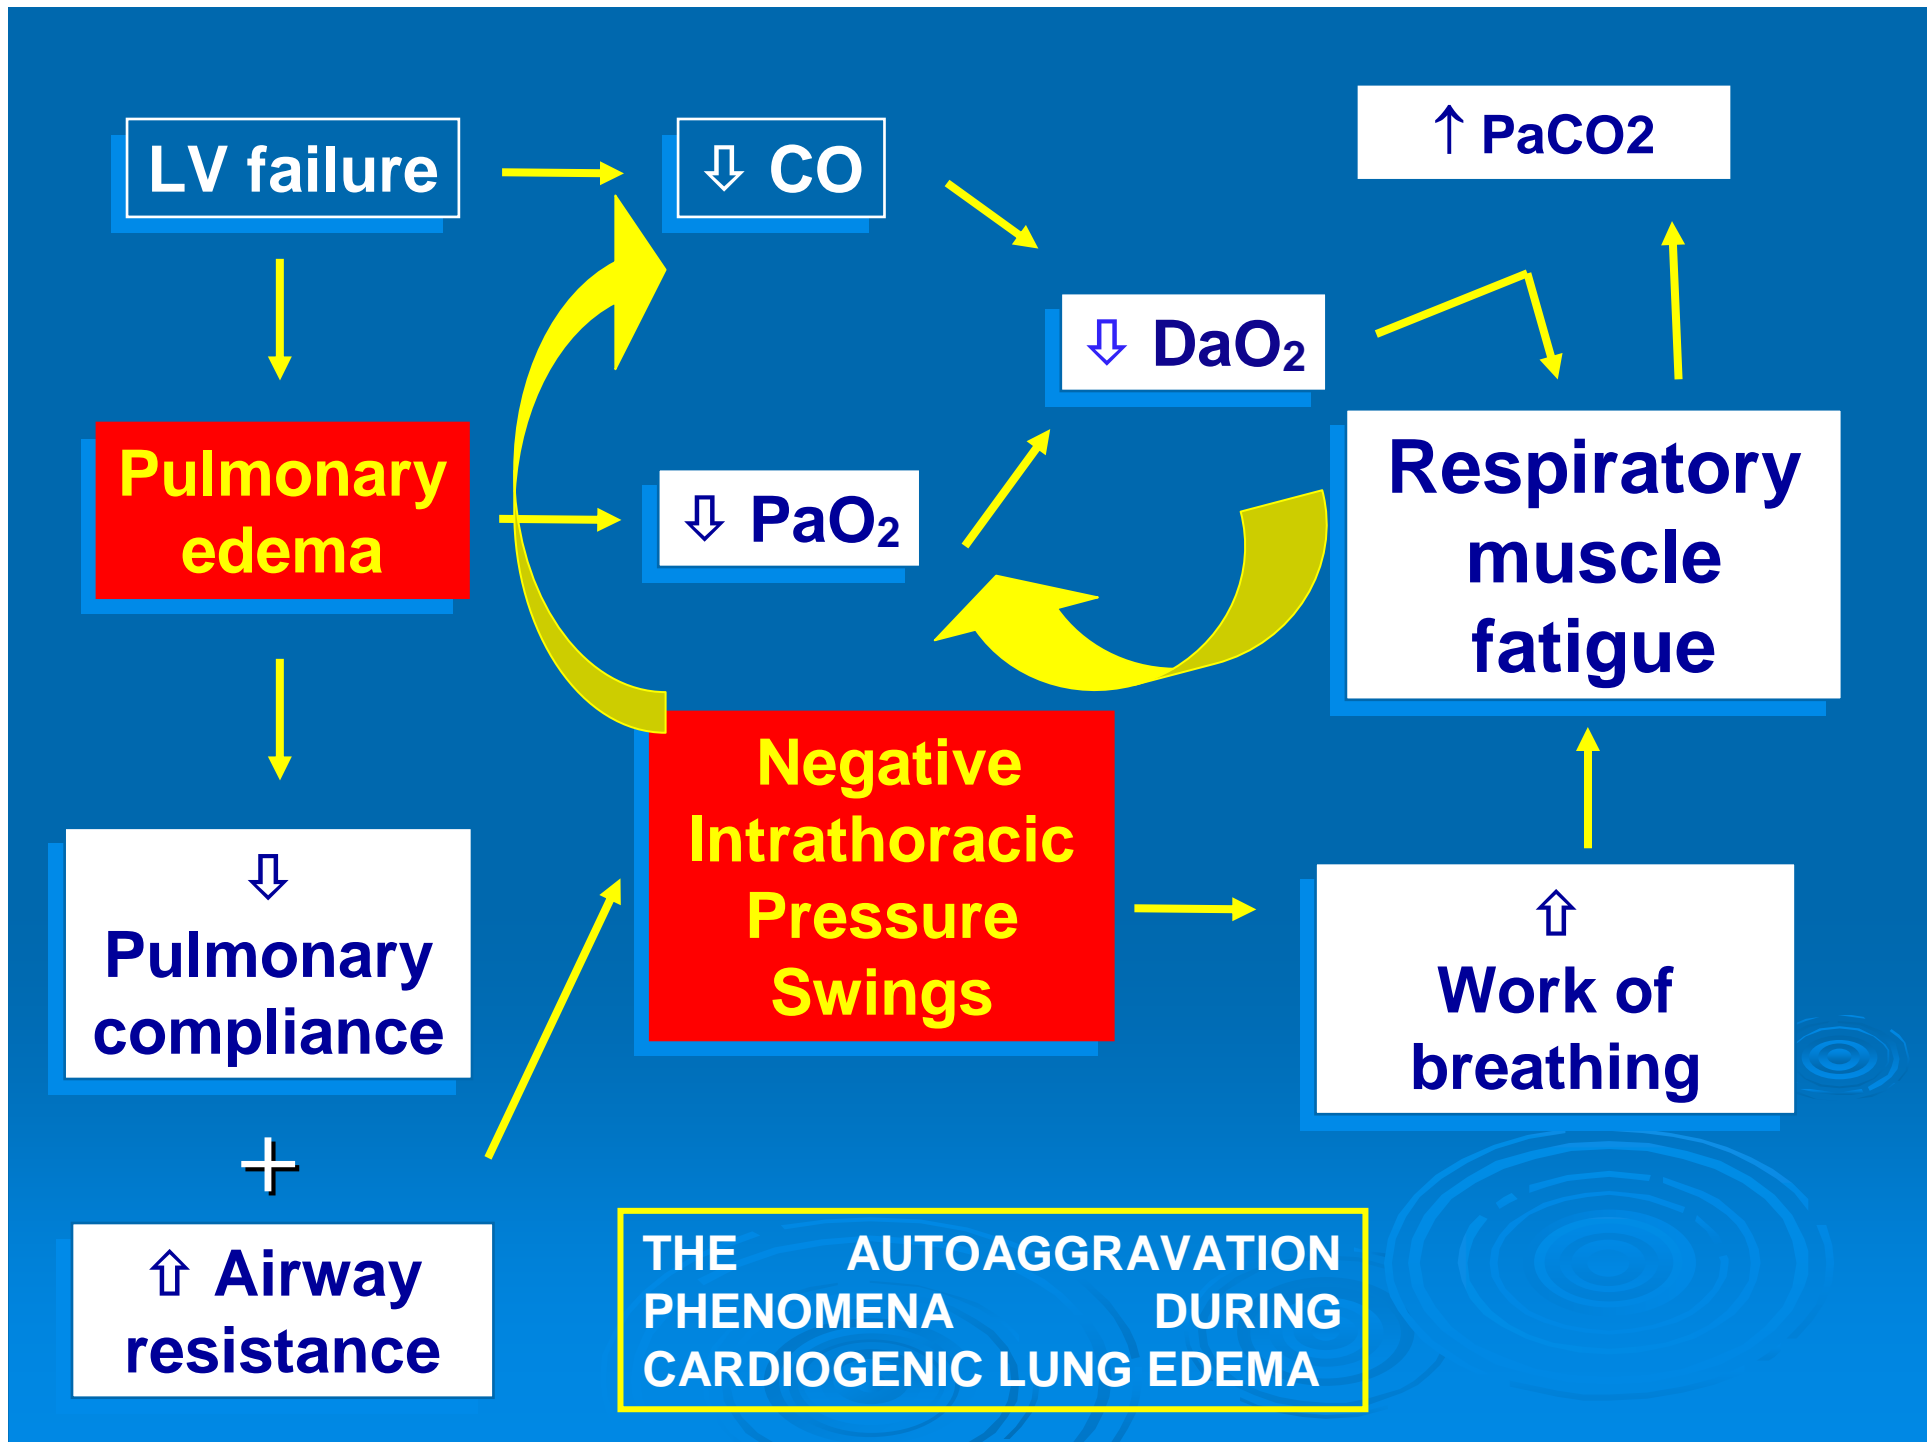 LV failure
⇩ CO
↑ PaCO2
⇩ DaO₂
Pulmonary
edema
⇩ PaO₂
Respiratory
muscle
fatigue
Negative
Intrathoracic
Pressure
Swings
⇩
Pulmonary
compliance
+
⇧ Airway
resistance
⇧
Work of
breathing
THE AUTOAGGRAVATION
PHENOMENA DURING
CARDIOGENIC LUNG EDEMA